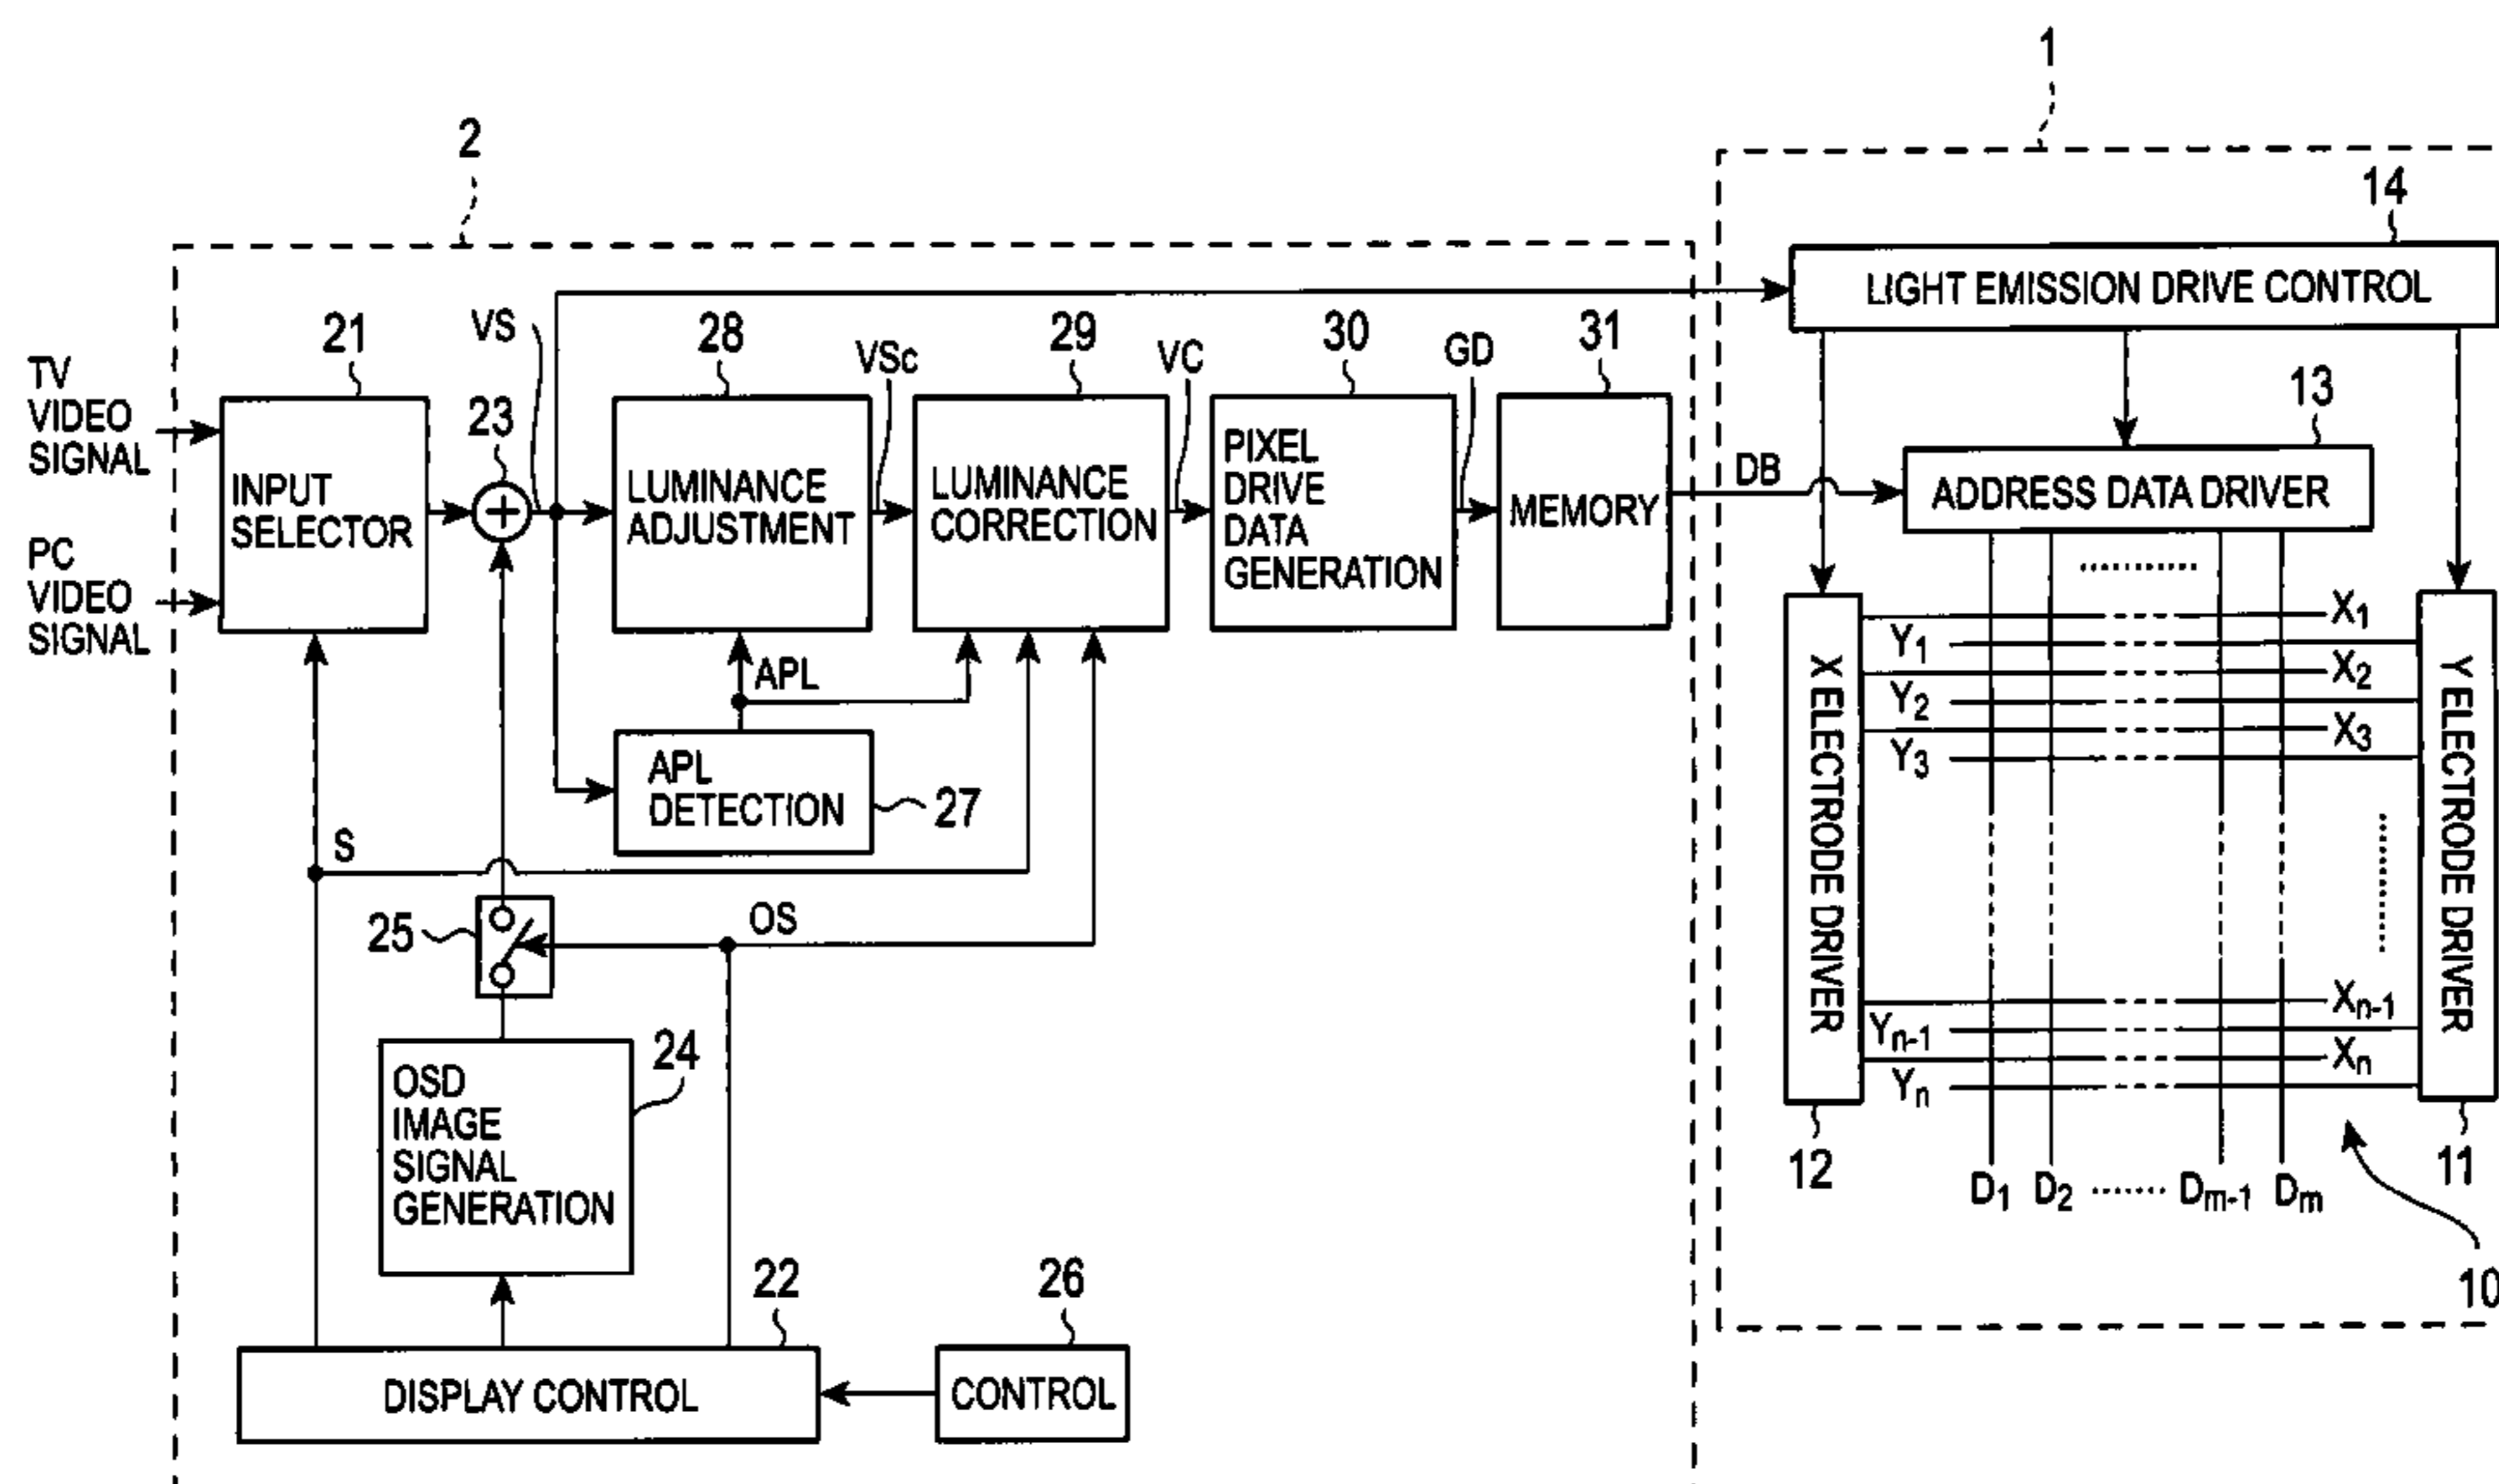 1
2
14
LIGHT EMISSION DRIVE CONTROL
TV
VIDEO
SIGNAL
PC
VIDEO
SIGNAL
21
INPUT
SELECTOR
23
+
VS
28
LUMINANCE
ADJUSTMENT
VSc
29
LUMINANCE
CORRECTION
VC
30
PIXEL
DRIVE
DATA
GENERATION
GD
31
MEMORY
DB
13
ADDRESS DATA DRIVER
APL
APL
DETECTION
27
S
25
OS
24
OSD
IMAGE
SIGNAL
GENERATION
22
DISPLAY CONTROL
26
CONTROL
X ELECTRODE DRIVER
12
X1
Y1
X2
Y2
X3
Y3
Xn-1
Yn-1
Xn
Yn
Y ELECTRODE DRIVER
11
D1 D2 ........ Dm-1 Dm
10